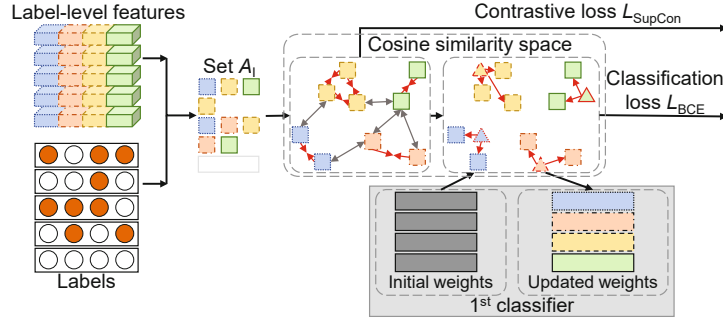 Label-level features
Labels
Set A_l
Cosine similarity space
Contrastive loss L_SupCon
Classification
loss L_BCE
Initial weights
Updated weights
1st classifier